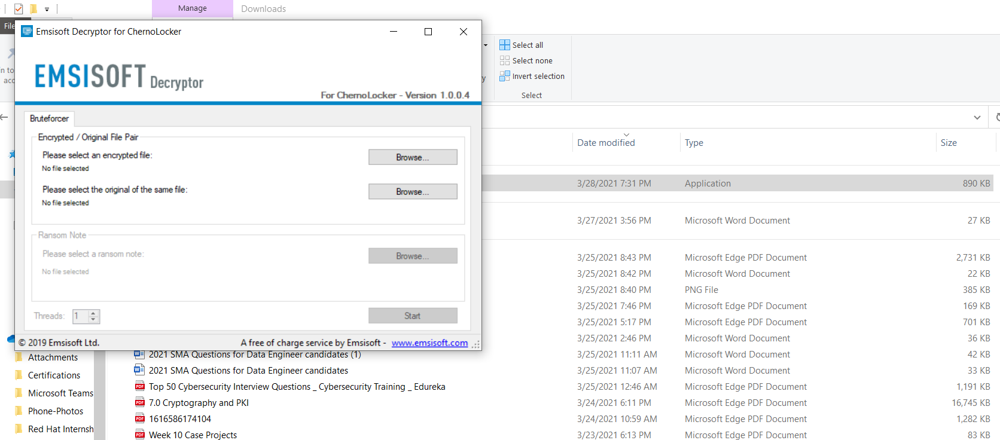 Manage
Downloads
File
Emsisoft Decryptor for ChernoLocker
EMSISOFT Decryptor
For ChernoLocker - Version 1.0.0.4
Select all
Select none
Invert selection
Select
in to
acc
y
Bruteforcer
Encrypted / Original File Pair
Please select an encrypted file:
Browse...
No file selected
Please select the original of the same file:
Browse...
No file selected
Ransom Note
Please select a ransom note:
Browse...
No file selected
Threads: 1
Start
© 2019 Emsisoft Ltd.
A free of charge service by Emsisoft - www.emsisoft.com
Date modified Type Size
3/28/2021 7:31 PM Application 890 KB
3/27/2021 3:56 PM Microsoft Word Document 27 KB
3/25/2021 8:43 PM Microsoft Edge PDF Document 2,731 KB
3/25/2021 8:42 PM Microsoft Word Document 22 KB
3/25/2021 8:40 PM PNG File 385 KB
3/25/2021 7:46 PM Microsoft Edge PDF Document 169 KB
3/25/2021 5:17 PM Microsoft Edge PDF Document 701 KB
3/25/2021 2:46 PM Microsoft Word Document 36 KB
2021 SMA Questions for Data Engineer candidates (1) 3/25/2021 11:11 AM Microsoft Word Document 42 KB
2021 SMA Questions for Data Engineer candidates 3/25/2021 11:07 AM Microsoft Word Document 33 KB
Top 50 Cybersecurity Interview Questions _ Cybersecurity Training _ Edureka 3/25/2021 12:46 AM Microsoft Edge PDF Document 1,191 KB
7.0 Cryptography and PKI 3/24/2021 6:11 PM Microsoft Edge PDF Document 16,745 KB
1616586174104 3/24/2021 10:59 AM Microsoft Edge PDF Document 1,282 KB
Week 10 Case Projects 3/23/2021 6:13 PM Microsoft Edge PDF Document 83 KB
Attachments
Certifications
Microsoft Teams
Phone-Photos
Red Hat Internsh